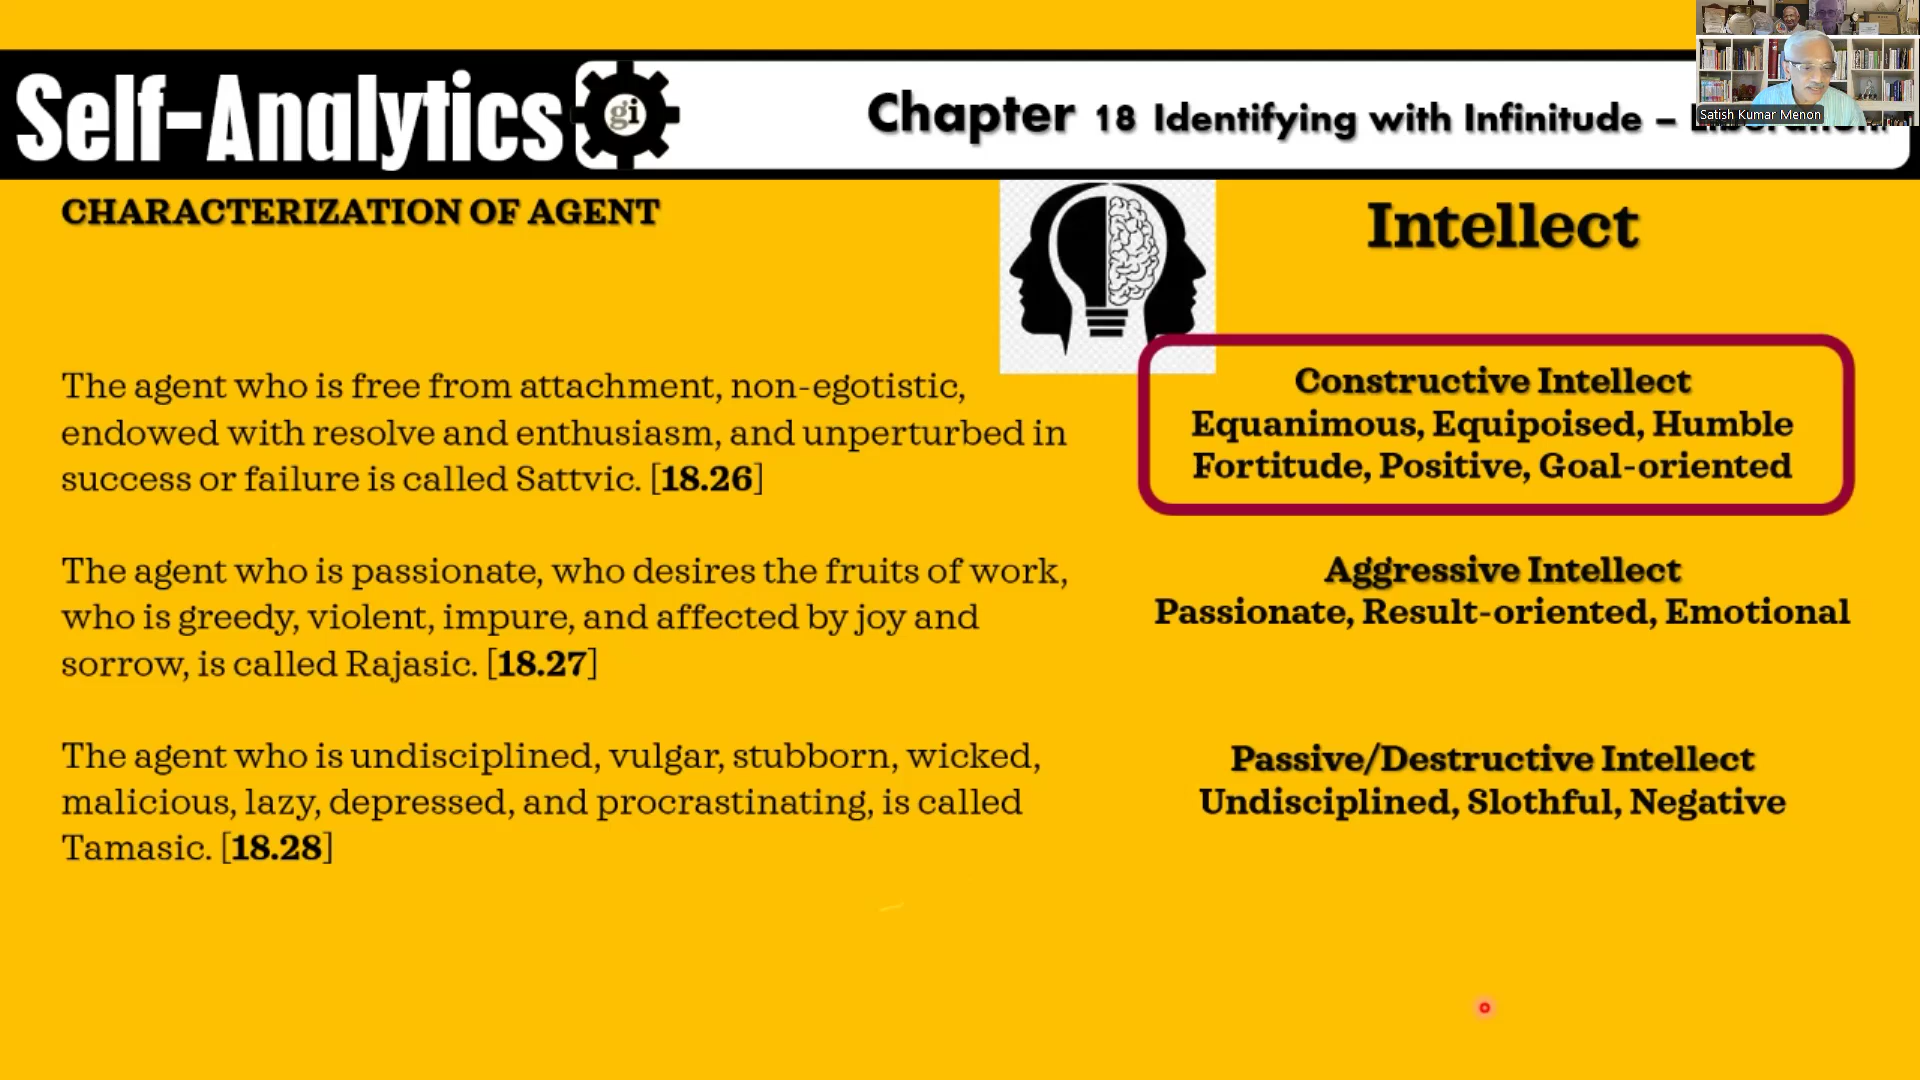 Self-Analytics
gi
Chapter 18 Identifying with Infinitude –
Satish Kumar Menon
CHARACTERIZATION OF AGENT
Intellect
The agent who is free from attachment, non-egotistic,
endowed with resolve and enthusiasm, and unperturbed in
success or failure is called Sattvic. [18.26]
Constructive Intellect
Equanimous, Equipoised, Humble
Fortitude, Positive, Goal-oriented
The agent who is passionate, who desires the fruits of work,
who is greedy, violent, impure, and affected by joy and
sorrow, is called Rajasic. [18.27]
Aggressive Intellect
Passionate, Result-oriented, Emotional
The agent who is undisciplined, vulgar, stubborn, wicked,
malicious, lazy, depressed, and procrastinating, is called
Tamasic. [18.28]
Passive/Destructive Intellect
Undisciplined, Slothful, Negative